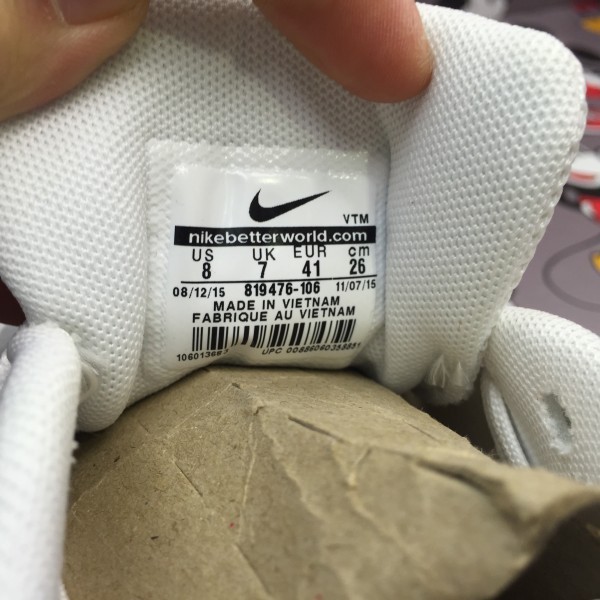 VTM
nikebetterworld.com
US UK EUR cm
8 7 41 26
08/12/15 819476-106 11/07/15
MADE IN VIETNAM
FABRIQUE AU VIETNAM
UPC